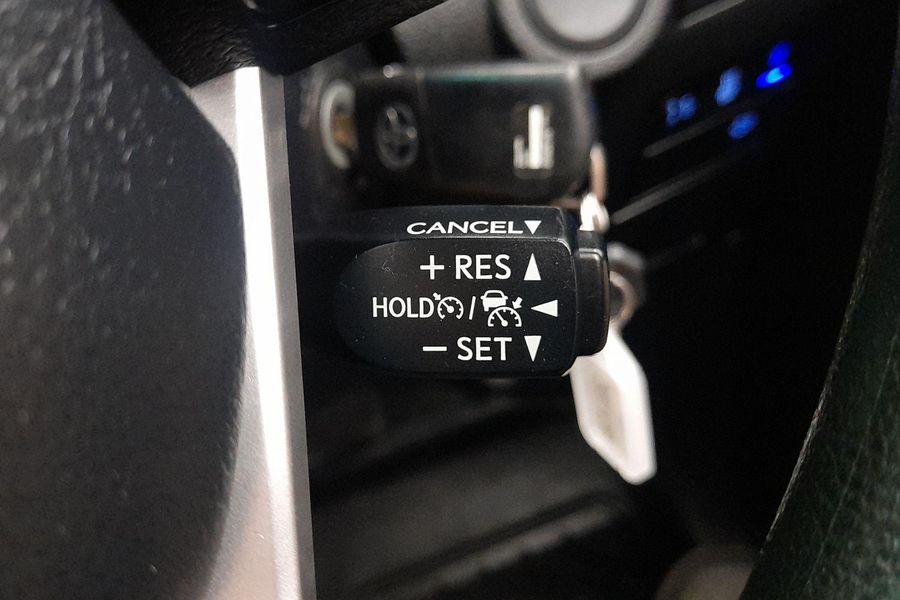 CANCEL▼
+ RES ▲
HOLD / ◀
− SET ▼